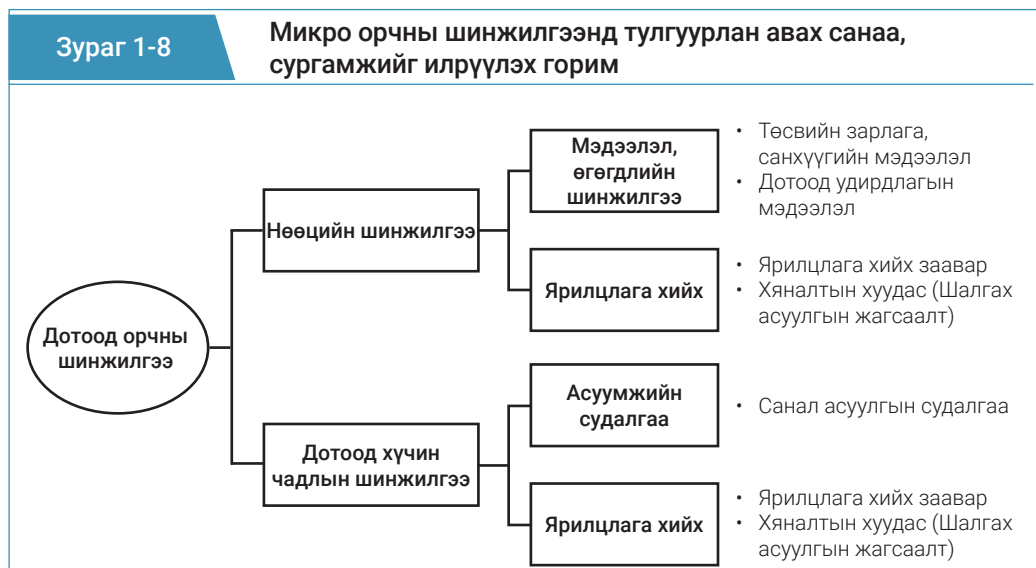 Зураг 1-8
Микро орчны шинжилгээнд тулгуурлан авах санаа,
сургамжийг илрүүлэх горим
Дотоод орчны
шинжилгээ
Нөөцийн шинжилгээ
Мэдээлэл,
өгөгдлийн
шинжилгээ
• Төсвийн зарлага,
санхүүгийн мэдээлэл
• Дотоод удирдлагын
мэдээлэл
Ярилцлага хийх
• Ярилцлага хийх заавар
• Хяналтын хуудас (Шалгах
асуулгын жагсаалт)
Дотоод хүчин
чадлын шинжилгээ
Асуумжийн
судалгаа
• Санал асуулгын судалгаа
Ярилцлага хийх
• Ярилцлага хийх заавар
• Хяналтын хуудас (Шалгах
асуулгын жагсаалт)